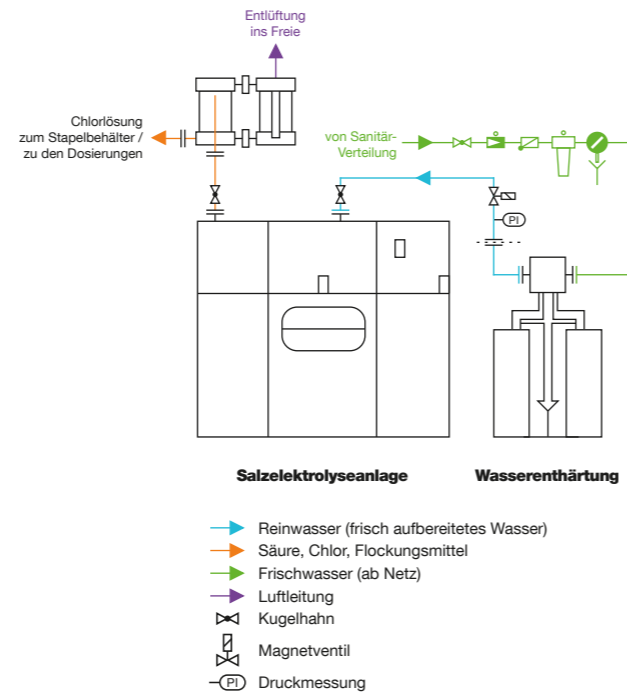 Entlüftung
ins Freie
Chlorlösung
zum Stapelbehälter /
zu den Dosierungen
von Sanitär-
Verteilung
PI
Salzelektrolyseanlage
Wasserenthärtung
Reinwasser (frisch aufbereitetes Wasser)
Säure, Chlor, Flockungsmittel
Frischwasser (ab Netz)
Luftleitung
Kugelhahn
Magnetventil
PI Druckmessung